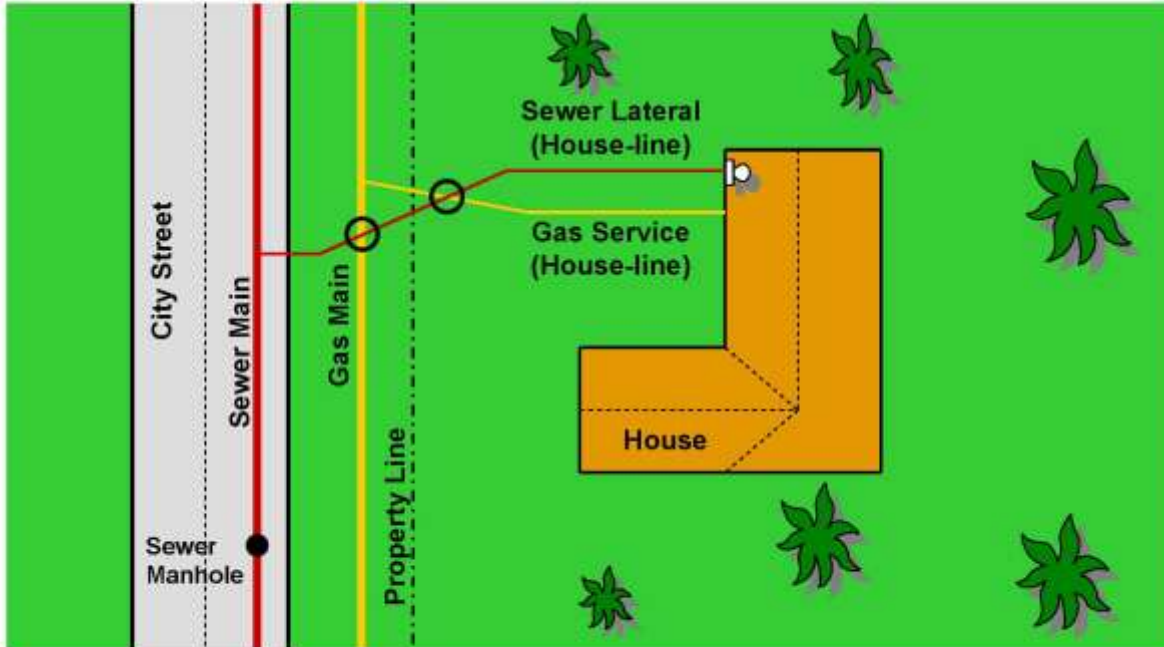 Sewer Lateral
(House-line)
Gas Service
(House-line)
City Street
Sewer Main
Gas Main
Property Line
House
Sewer
Manhole